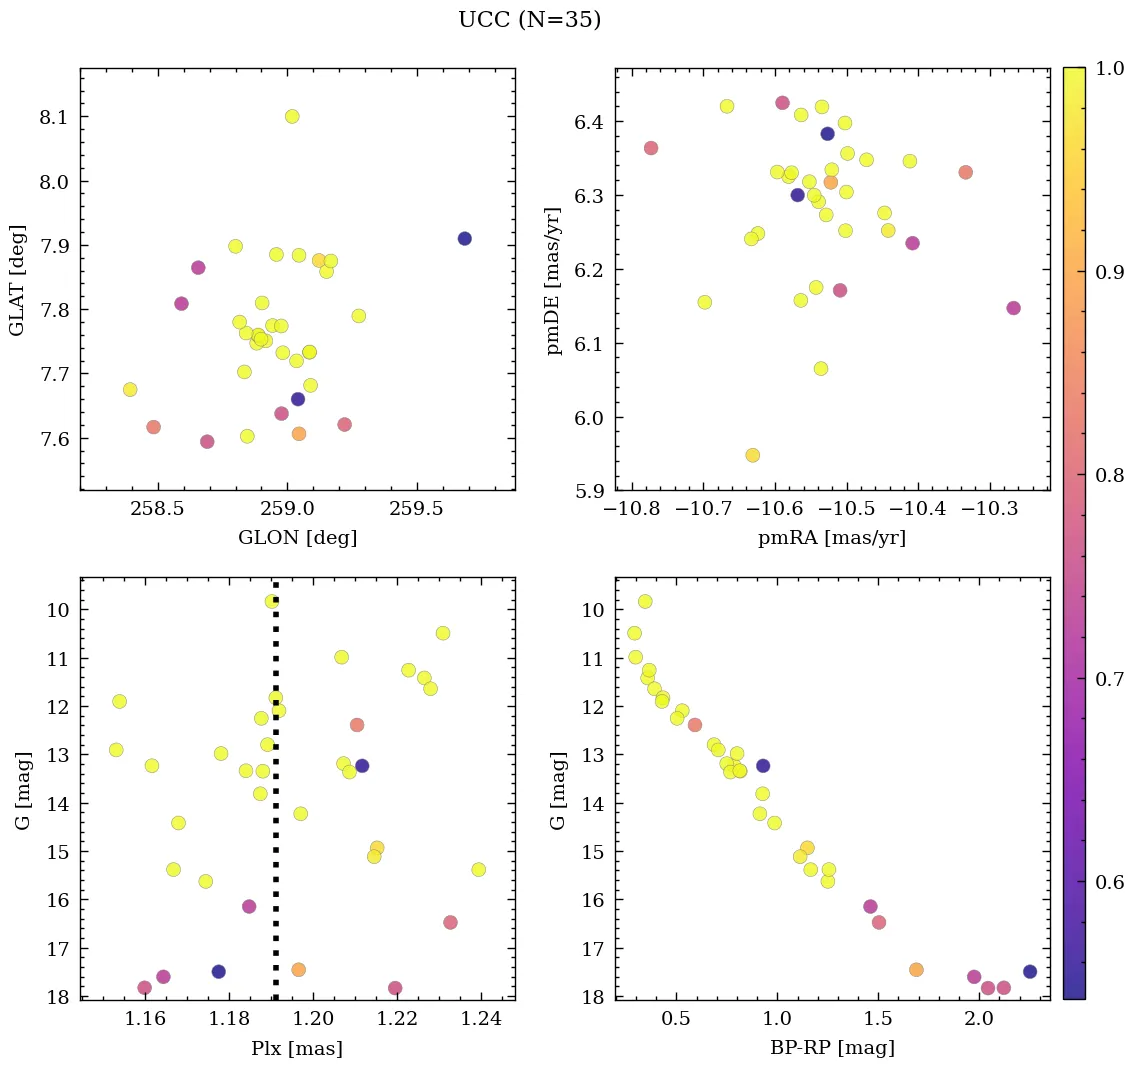 UCC (N=35)
8.1
8.0
7.9
7.8
7.7
7.6
258.5 259.0 259.5
GLON [deg]
GLAT [deg]
6.4
6.3
6.2
6.1
6.0
5.9
−10.8 −10.7 −10.6 −10.5 −10.4 −10.3
pmRA [mas/yr]
pmDE [mas/yr]
10
11
12
13
14
15
16
17
18
1.16 1.18 1.20 1.22 1.24
Plx [mas]
G [mag]
10
11
12
13
14
15
16
17
18
0.5 1.0 1.5 2.0
BP-RP [mag]
G [mag]
1.0
0.9
0.8
0.7
0.6